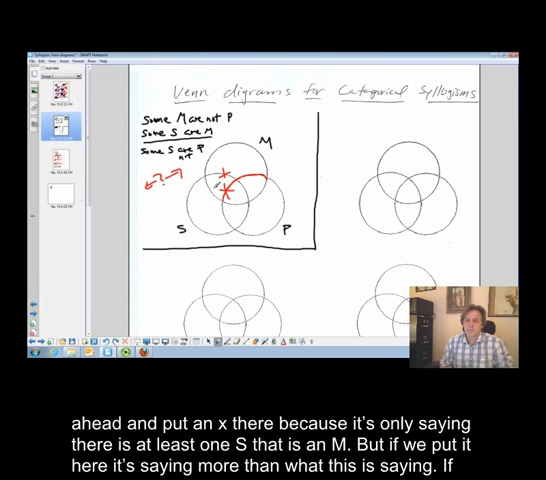 Venn digrams for Categorical Syllogisms
Some M are not P
Some S are M
Some S are P
not
M
?
S
P
ahead and put an x there because it's only saying
there is at least one S that is an M. But if we put it
here it's saying more than what this is saying. If